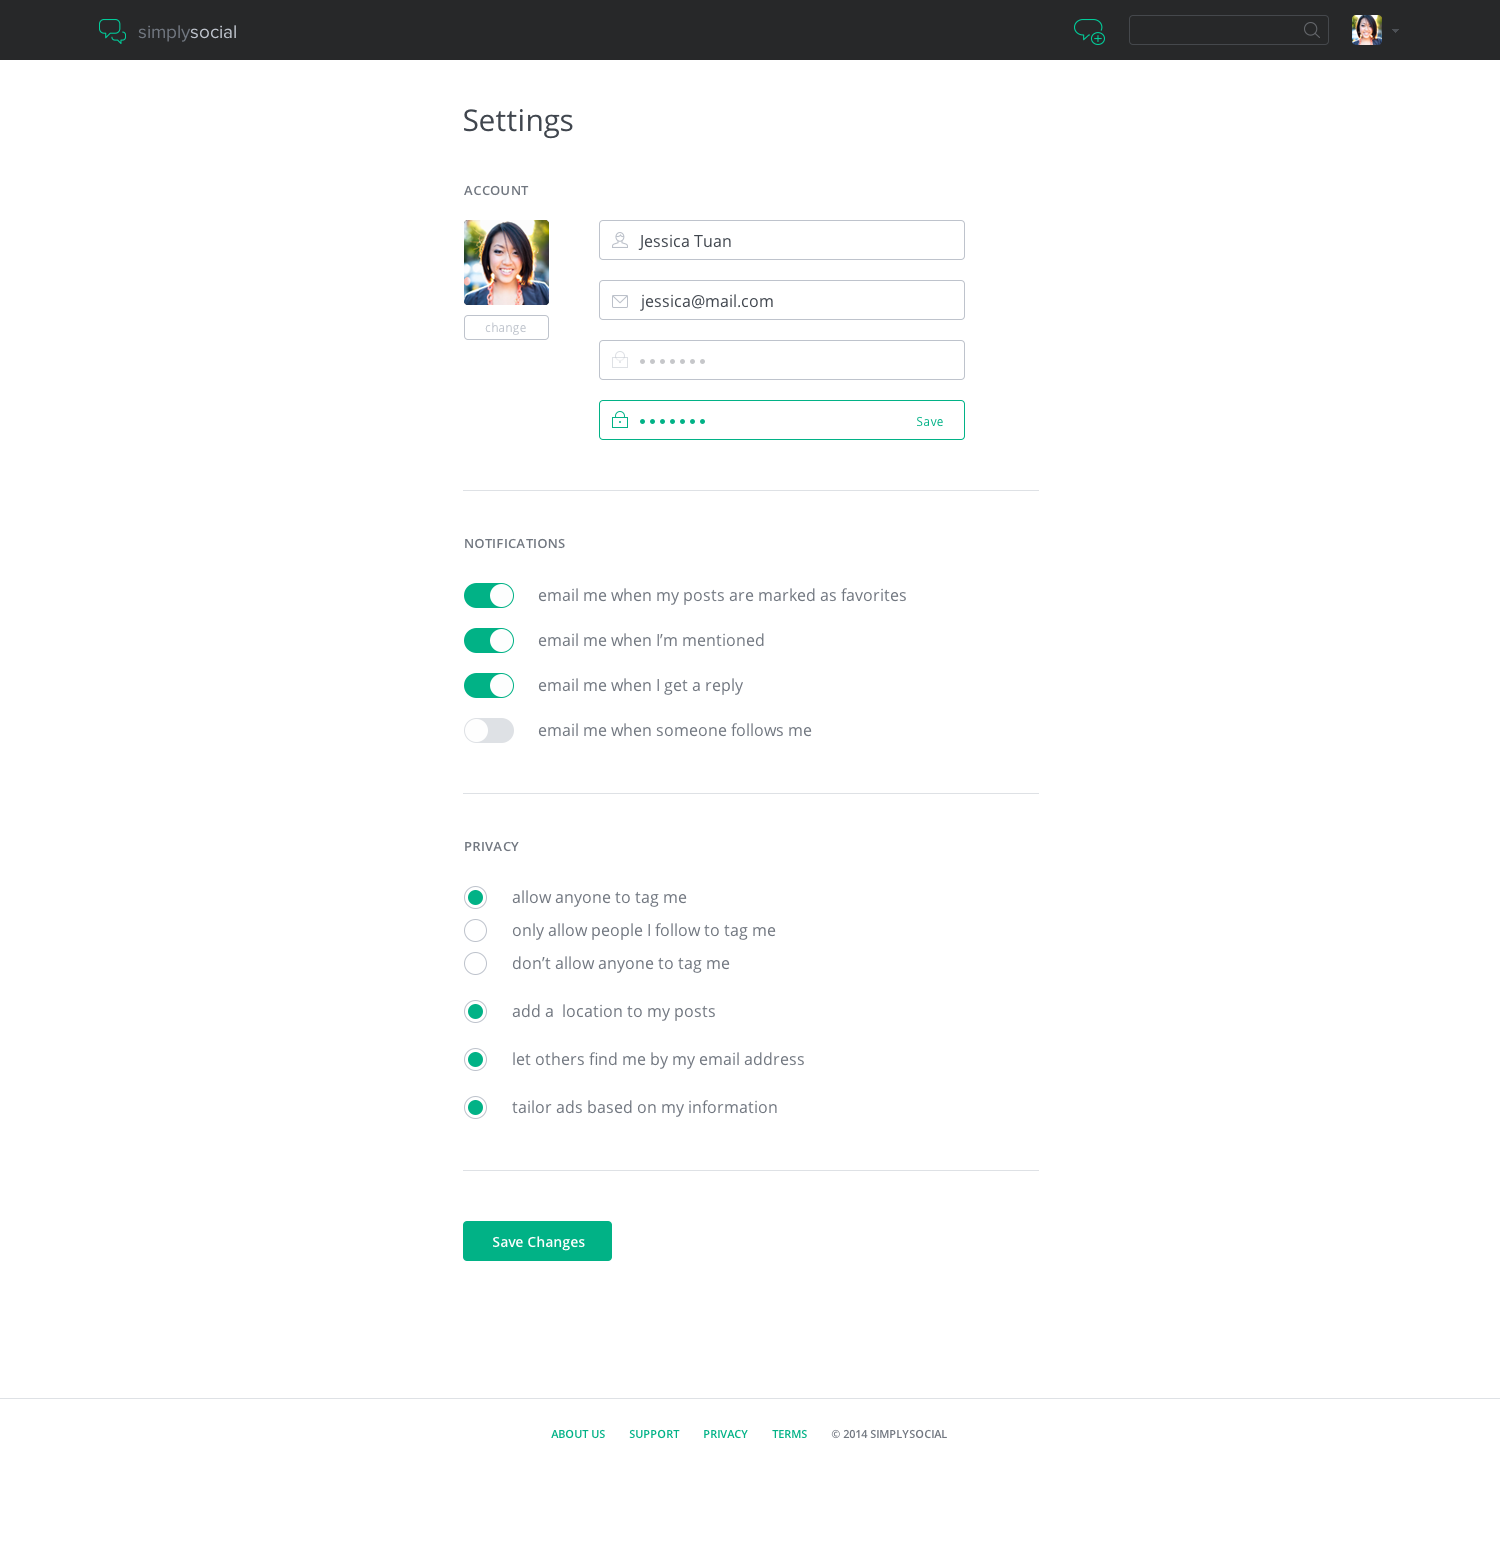 simplysocial
Settings
ACCOUNT
Jessica Tuan
jessica@mail.com
change
Save
NOTIFICATIONS
email me when my posts are marked as favorites
email me when I’m mentioned
email me when I get a reply
email me when someone follows me
PRIVACY
allow anyone to tag me
only allow people I follow to tag me
don’t allow anyone to tag me
add a  location to my posts
let others find me by my email address
tailor ads based on my information
Save Changes
ABOUT US SUPPORT PRIVACY TERMS © 2014 SIMPLYSOCIAL